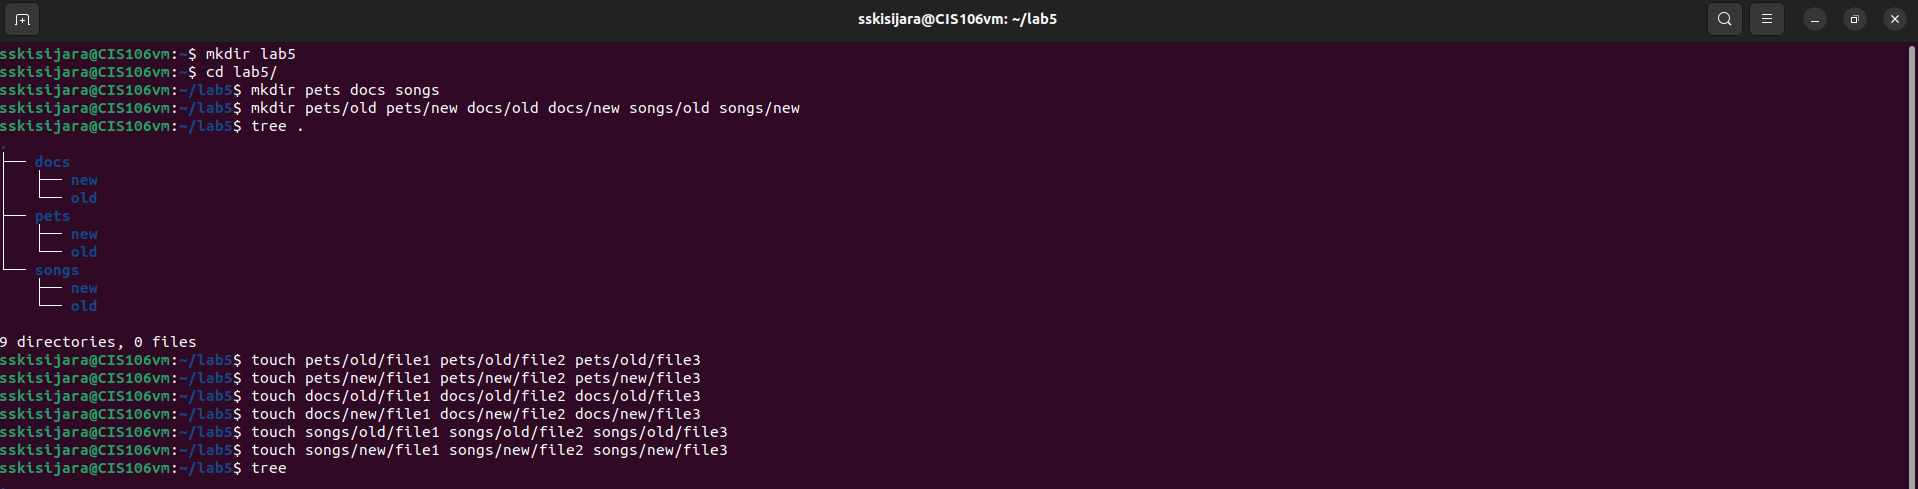 sskisijara@CIS106vm: ~/lab5
sskisijara@CIS106vm:~$ mkdir lab5
sskisijara@CIS106vm:~$ cd lab5/
sskisijara@CIS106vm:~/lab5$ mkdir pets docs songs
sskisijara@CIS106vm:~/lab5$ mkdir pets/old pets/new docs/old docs/new songs/old songs/new
sskisijara@CIS106vm:~/lab5$ tree .
.
├── docs
│   ├── new
│   └── old
├── pets
│   ├── new
│   └── old
└── songs
    ├── new
    └── old
9 directories, 0 files
sskisijara@CIS106vm:~/lab5$ touch pets/old/file1 pets/old/file2 pets/old/file3
sskisijara@CIS106vm:~/lab5$ touch pets/new/file1 pets/new/file2 pets/new/file3
sskisijara@CIS106vm:~/lab5$ touch docs/old/file1 docs/old/file2 docs/old/file3
sskisijara@CIS106vm:~/lab5$ touch docs/new/file1 docs/new/file2 docs/new/file3
sskisijara@CIS106vm:~/lab5$ touch songs/old/file1 songs/old/file2 songs/old/file3
sskisijara@CIS106vm:~/lab5$ touch songs/new/file1 songs/new/file2 songs/new/file3
sskisijara@CIS106vm:~/lab5$ tree